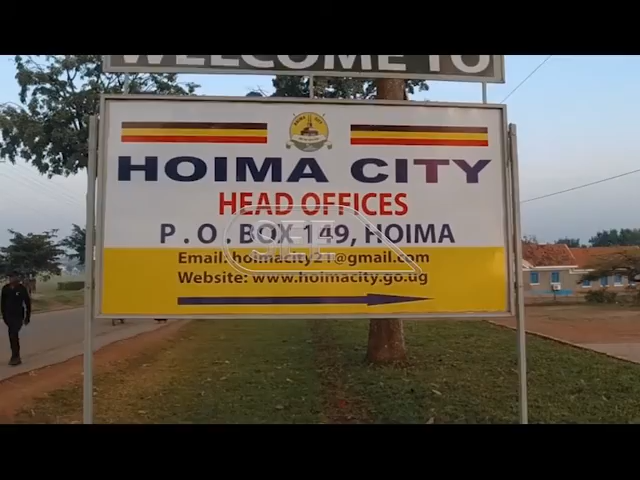 WELCOME TO
HOIMA CITY
HEAD OFFICES
P.O.BOX 149, HOIMA
Email:hoimacity21@gmail.com
Website:www.hoimacity.go.ug